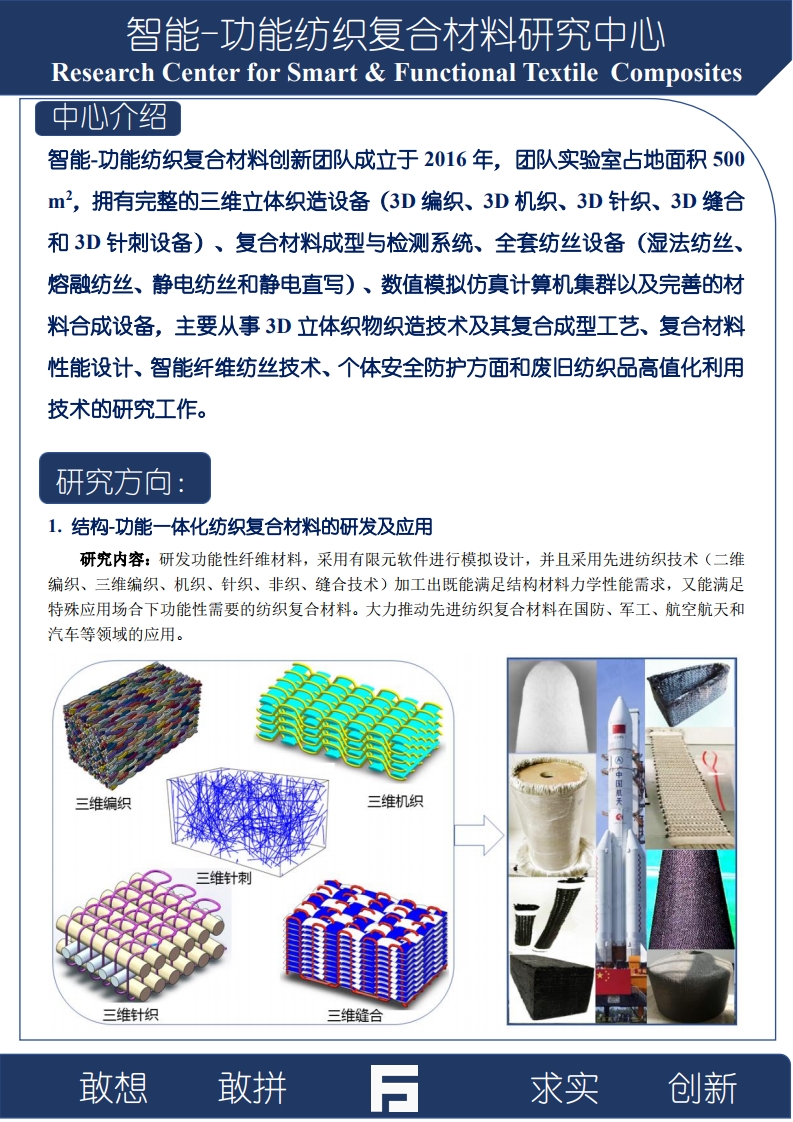 智能-功能纺织复合材料研究中心
Research Center for Smart & Functional Textile Composites
中心介绍
智能-功能纺织复合材料创新团队成立于 2016 年，团队实验室占地面积 500
m²，拥有完整的三维立体织造设备（3D 编织、3D 机织、3D 针织、3D 缝合
和 3D 针刺设备）、复合材料成型与检测系统、全套纺丝设备（湿法纺丝、
熔融纺丝、静电纺丝和静电直写）、数值模拟仿真计算机集群以及完善的材
料合成设备，主要从事 3D 立体织物织造技术及其复合成型工艺、复合材料
性能设计、智能纤维纺丝技术、个体安全防护方面和废旧纺织品高值化利用
技术的研究工作。
研究方向：
1. 结构-功能一体化纺织复合材料的研发及应用
研究内容：研发功能性纤维材料，采用有限元软件进行模拟设计，并且采用先进纺织技术（二维
编织、三维编织、机织、针织、非织、缝合技术）加工出既能满足结构材料力学性能需求，又能满足
特殊应用场合下功能性需要的纺织复合材料。大力推动先进纺织复合材料在国防、军工、航空航天和
汽车等领域的应用。
三维编织
三维机织
三维针刺
三维针织
三维缝合
中国航天
敢想 敢拼 求实 创新